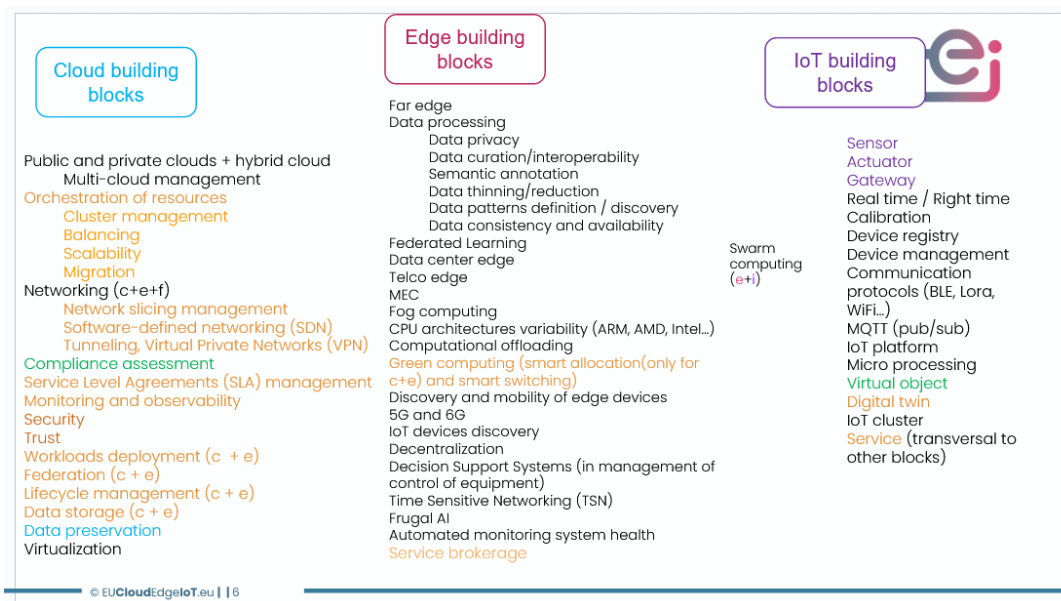 Cloud building
blocks
Public and private clouds + hybrid cloud
Multi-cloud management
Orchestration of resources
Cluster management
Balancing
Scalability
Migration
Networking (c+e+f)
Network slicing management
Software-defined networking (SDN)
Tunneling, Virtual Private Networks (VPN)
Compliance assessment
Service Level Agreements (SLA) management
Monitoring and observability
Security
Trust
Workloads deployment (c + e)
Federation (c + e)
Lifecycle management (c + e)
Data storage (c + e)
Data preservation
Virtualization
Edge building
blocks
Far edge
Data processing
Data privacy
Data curation/interoperability
Semantic annotation
Data thinning/reduction
Data patterns definition / discovery
Data consistency and availability
Federated Learning
Data center edge
Telco edge
MEC
Fog computing
CPU architectures variability (ARM, AMD, Intel…)
Computational offloading
Green computing (smart allocation(only for
c+e) and smart switching)
Discovery and mobility of edge devices
5G and 6G
IoT devices discovery
Decentralization
Decision Support Systems (in management of
control of equipment)
Time Sensitive Networking (TSN)
Frugal AI
Automated monitoring system health
Service brokerage
Swarm
computing
(e+i)
IoT building
blocks
ei
Sensor
Actuator
Gateway
Real time / Right time
Calibration
Device registry
Device management
Communication
protocols (BLE, Lora,
WiFi…)
MQTT (pub/sub)
IoT platform
Micro processing
Virtual object
Digital twin
IoT cluster
Service (transversal to
other blocks)
© EUCloudEdgeIoT.eu | | 6